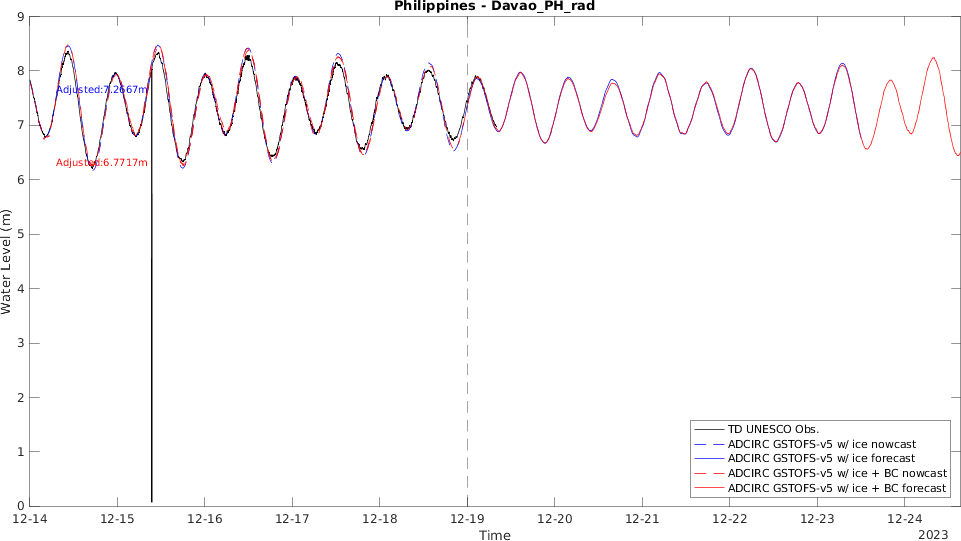 Philippines - Davao_PH_rad
9
8
7
6
5
4
3
2
1
0
Water Level (m)
Adjusted:7.2667m
Adjusted:6.7717m
TD UNESCO Obs.
ADCIRC GSTOFS-v5 w/ ice nowcast
ADCIRC GSTOFS-v5 w/ ice forecast
ADCIRC GSTOFS-v5 w/ ice + BC nowcast
ADCIRC GSTOFS-v5 w/ ice + BC forecast
12-14 12-15 12-16 12-17 12-18 12-19 12-20 12-21 12-22 12-23 12-24
Time
2023